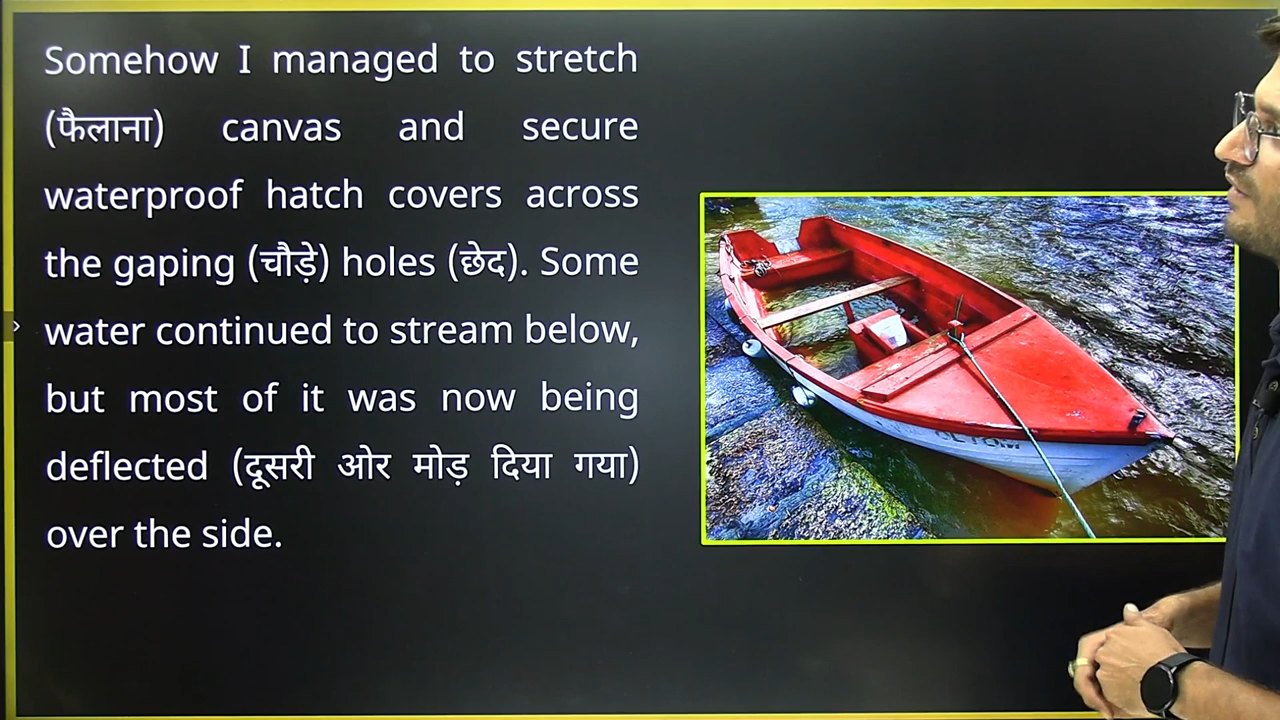 Somehow I managed to stretch
(फैलाना) canvas and secure
waterproof hatch covers across
the gaping (चौड़े) holes (छेद). Some
water continued to stream below,
but most of it was now being
deflected (दूसरी ओर मोड़ दिया गया)
over the side.